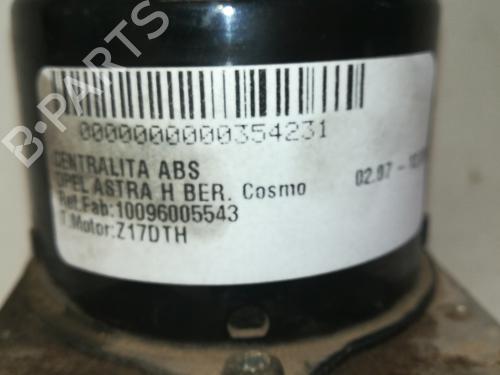 0000000000354231
CENTRALITA ABS
OPEL ASTRA H BER. Cosmo
02.07 -
Ref.Fab:10096005543
T.Motor:Z17DTH
B-PARTS